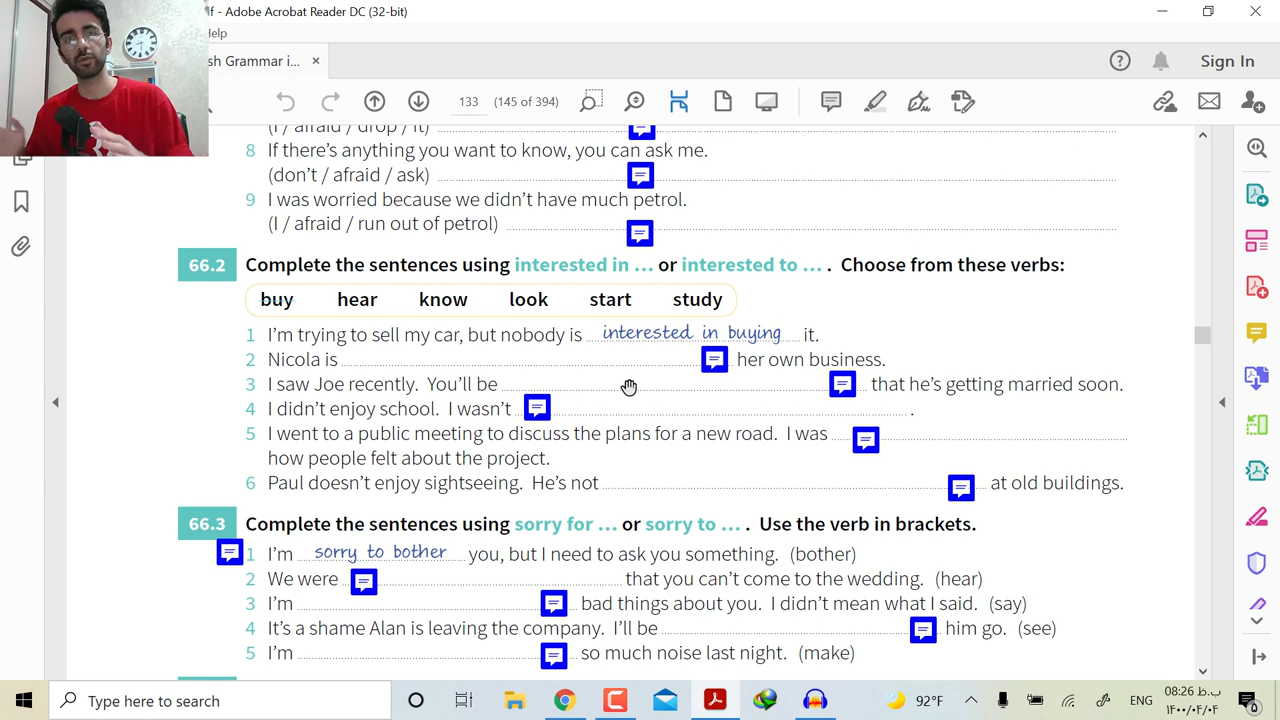 lf - Adobe Acrobat Reader DC (32-bit)
Help
sh Grammar i...
Sign In
133 (145 of 394)
(I / afraid / drop / it)
8 If there's anything you want to know, you can ask me.
(don't / afraid / ask)
9 I was worried because we didn't have much petrol.
(I / afraid / run out of petrol)
66.2 Complete the sentences using interested in ... or interested to ... . Choose from these verbs:
buy hear know look start study
1 I'm trying to sell my car, but nobody is interested in buying it.
2 Nicola is her own business.
3 I saw Joe recently. You'll be that he's getting married soon.
4 I didn't enjoy school. I wasn't .
5 I went to a public meeting to discuss the plans for a new road. I was
how people felt about the project.
6 Paul doesn't enjoy sightseeing. He's not at old buildings.
66.3 Complete the sentences using sorry for ... or sorry to ... . Use the verb in brackets.
1 I'm sorry to bother you, but I need to ask you something. (bother)
2 We were that you can't come to the wedding. (hear)
3 I'm bad things about you. I didn't mean what I said. (say)
4 It's a shame Alan is leaving the company. I'll be him go. (see)
5 I'm so much noise last night. (make)
Type here to search
92°F
ENG
08:26 ب.ظ
۱۴۰۰/۰۴/۰۴